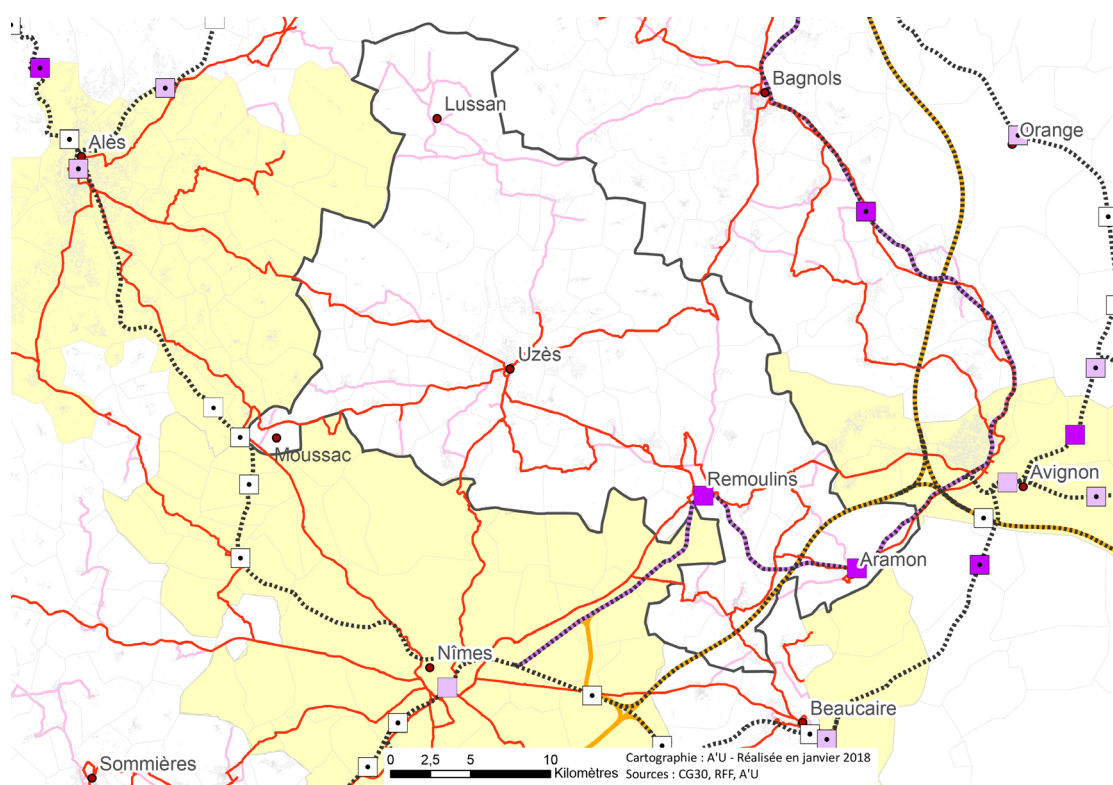 Bagnols
Lussan
Orange
Alès
Uzès
Moussac
Remoulins
Avignon
Aramon
Nîmes
Beaucaire
Sommières
0 2,5 5 10
Kilomètres
Cartographie : A'U - Réalisée en janvier 2018
Sources : CG30, RFF, A'U